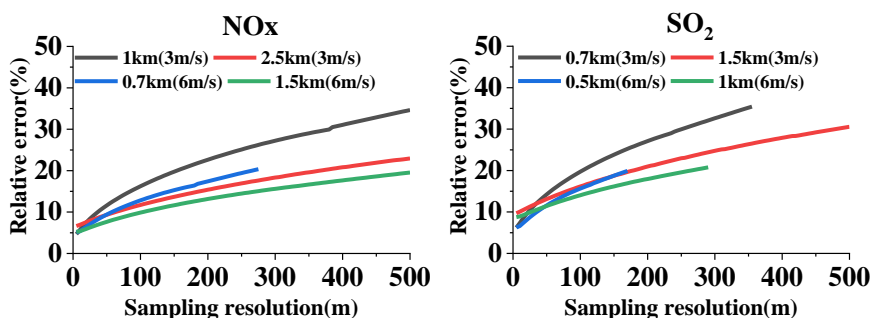 NOx
1km(3m/s)
2.5km(3m/s)
0.7km(6m/s)
1.5km(6m/s)
Relative error(%)
50
40
30
20
10
0
0 100 200 300 400 500
Sampling resolution(m)
SO₂
0.7km(3m/s)
1.5km(3m/s)
0.5km(6m/s)
1km(6m/s)
Relative error(%)
50
40
30
20
10
0
0 100 200 300 400 500
Sampling resolution(m)